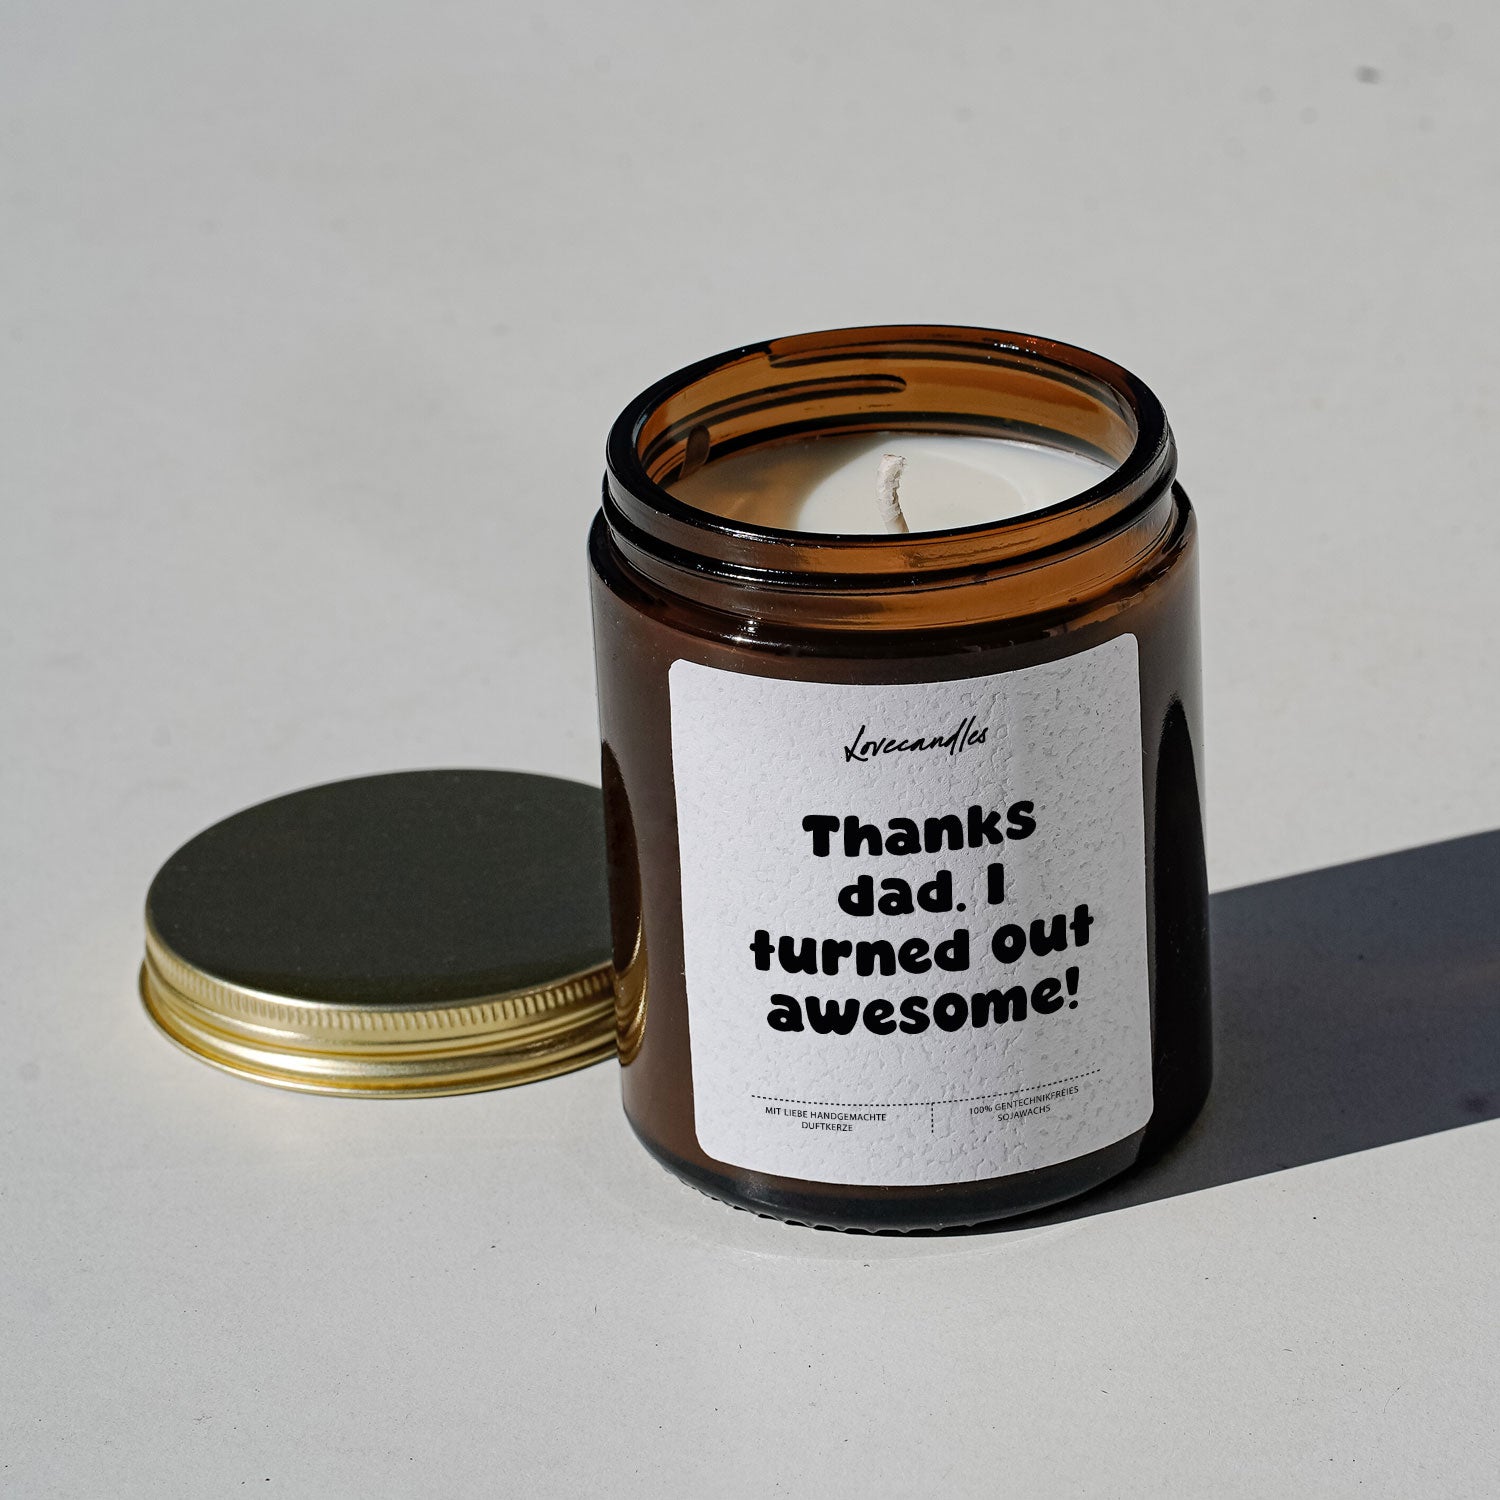 Lovecandles
Thanks
dad. I
turned out
awesome!
MIT LIEBE HANDGEMACHTE
DUFTKERZE
100% GENTECHNIKFREIES
SOJAWACHS